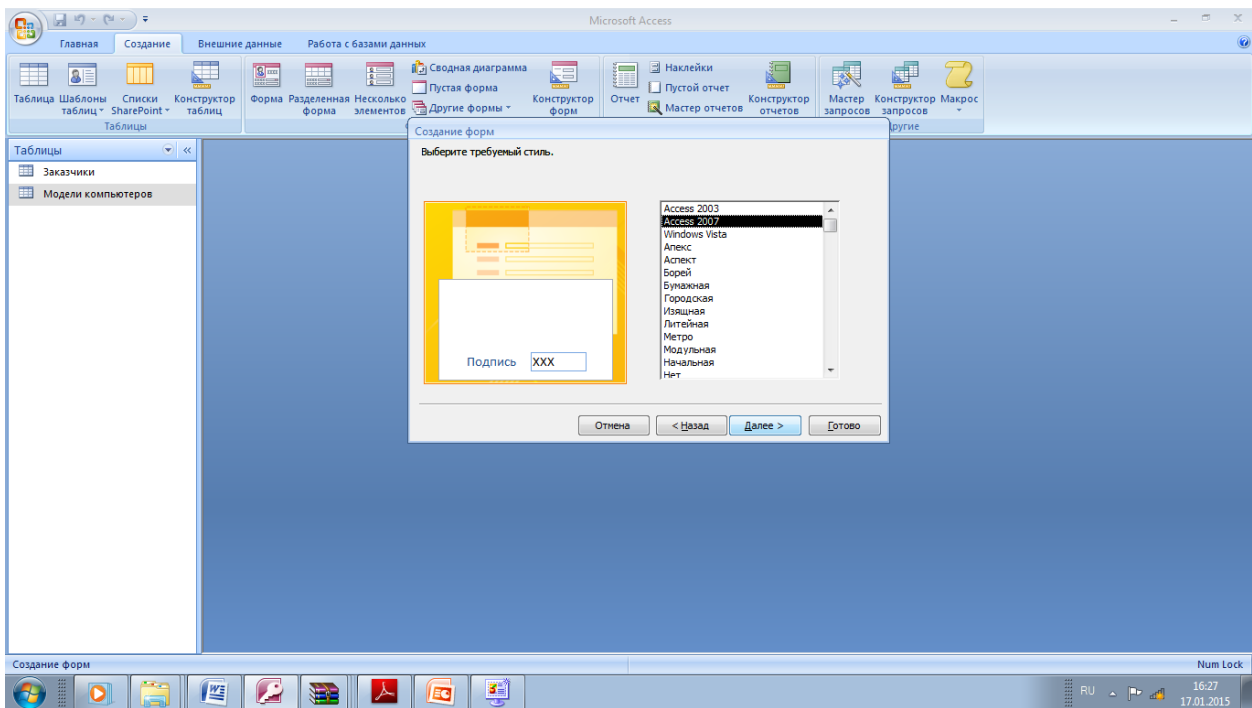 Microsoft Access
Главная Создание Внешние данные Работа с базами данных
Таблица
Шаблоны таблиц
Списки SharePoint
Конструктор таблиц
Таблицы
Форма
Разделенная форма
Несколько элементов
Сводная диаграмма
Пустая форма
Другие формы
Конструктор форм
Отчет
Наклейки
Пустой отчет
Мастер отчетов
Конструктор отчетов
Мастер запросов
Конструктор запросов
Макрос
Другие
Таблицы
Заказчики
Модели компьютеров
Создание форм
Выберите требуемый стиль.
Подпись XXX
Access 2003
Access 2007
Windows Vista
Апекс
Аспект
Борей
Бумажная
Городская
Изящная
Литейная
Метро
Модульная
Начальная
Нет
Отмена < Назад Далее > Готово
Создание форм Num Lock
RU
16:27
17.01.2015